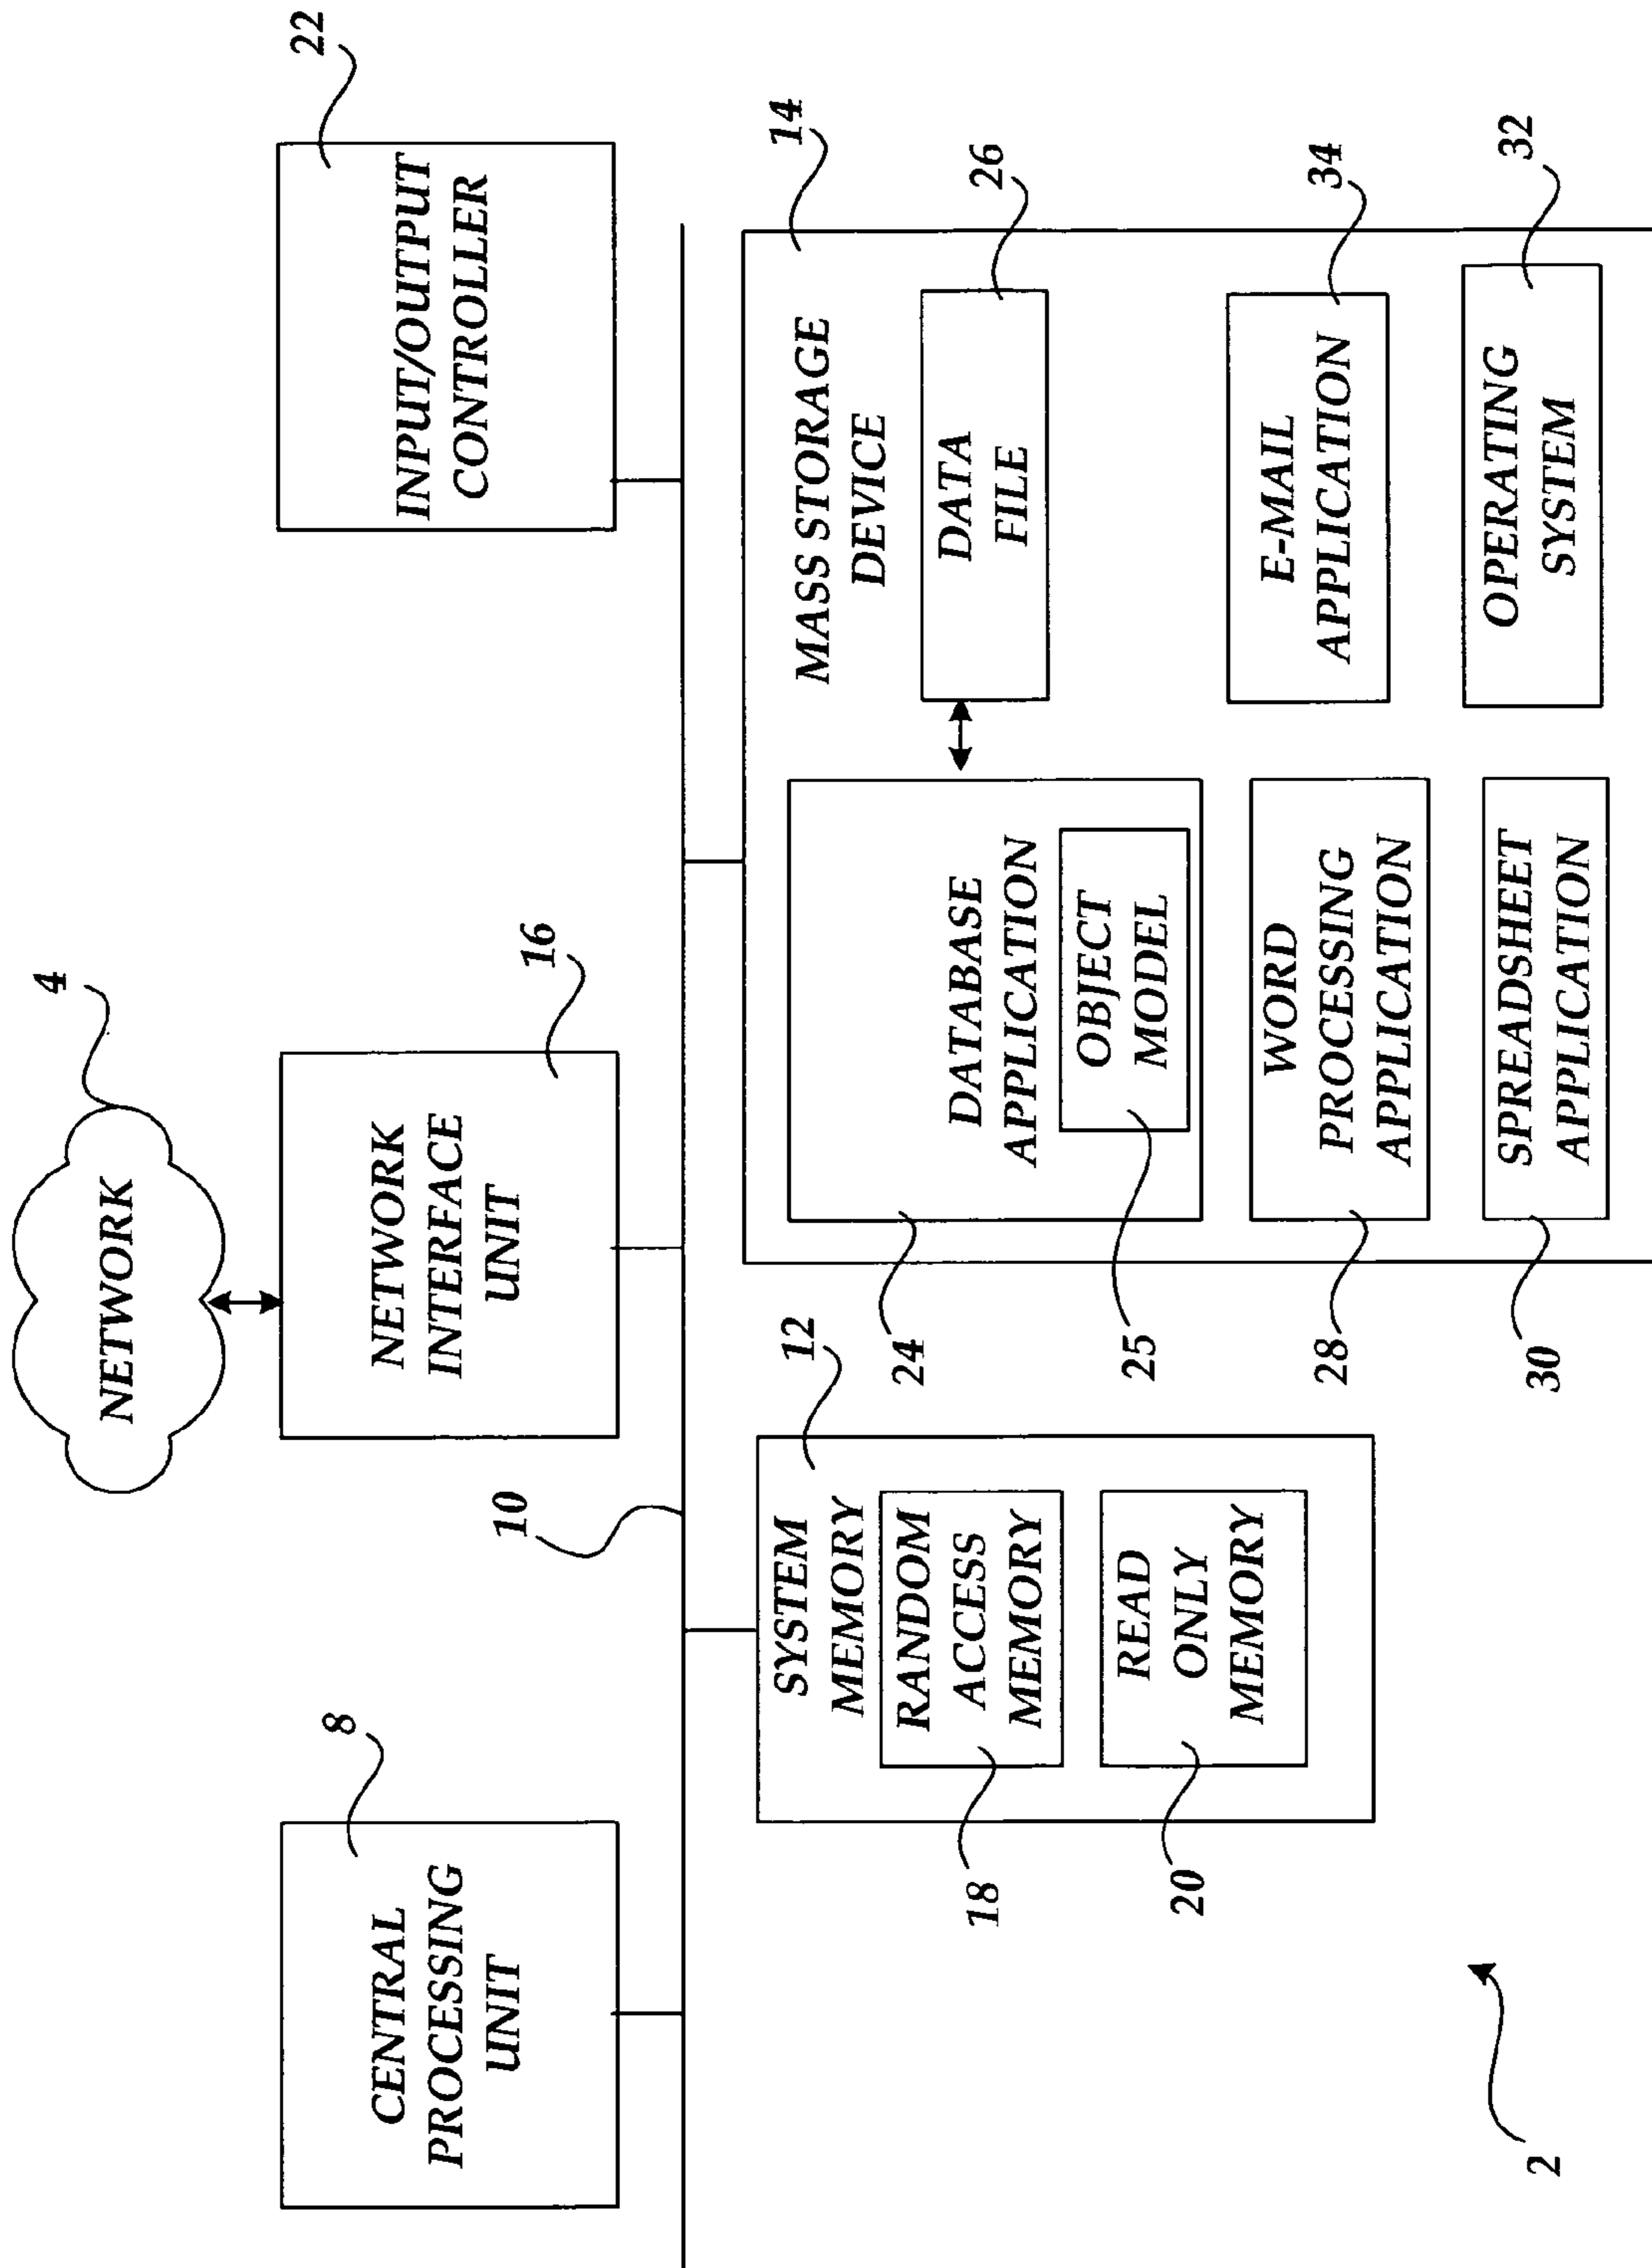 4
NETWORK
8
CENTRAL
PROCESSING
UNIT
16
NETWORK
INTERFACE
UNIT
22
INPUT/OUTPUT
CONTROLLER
10
12
SYSTEM
MEMORY
RANDOM
ACCESS
MEMORY
18
READ
ONLY
MEMORY
20
14
MASS STORAGE
DEVICE
24
DATABASE
APPLICATION
OBJECT
MODEL
25
DATA
FILE
26
WORD
PROCESSING
APPLICATION
28
E-MAIL
APPLICATION
34
SPREADSHEET
APPLICATION
30
OPERATING
SYSTEM
32
2